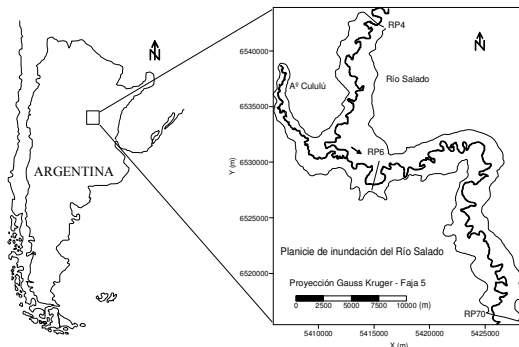 N
ARGENTINA
N
RP4
6540000
Río Salado
Aº Cululú
6535000
RP6
6530000
Y (m)
6525000
Planicie de inundación del Río Salado
6520000
Proyección Gauss Kruger - Faja 5
0 2500 5000 7500 10000 (m)
RP70
5410000 5415000 5420000 5425000
X (m)